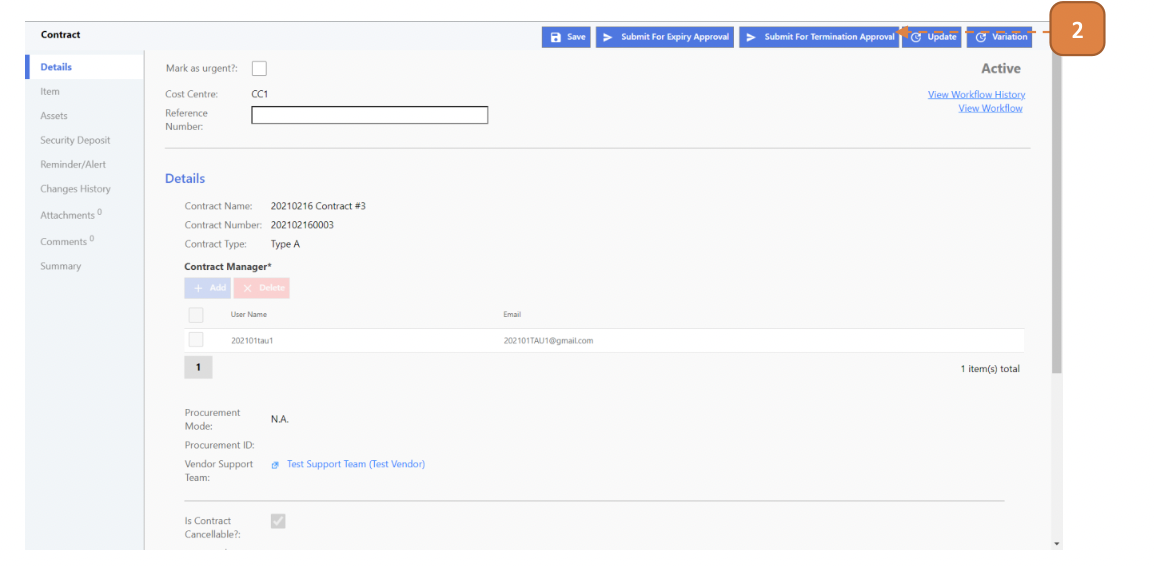 Contract
Save
Submit For Expiry Approval
Submit For Termination Approval
Update
Variation
2
Details
Item
Assets
Security Deposit
Reminder/Alert
Changes History
Attachments 0
Comments 0
Summary
Mark as urgent?:
Active
Cost Centre: CC1
View Workflow History
Reference
Number:
View Workflow
Details
Contract Name: 20210216 Contract #3
Contract Number: 202102160003
Contract Type: Type A
Contract Manager*
+ Add
Delete
User Name Email
202101tau1 202101TAU1@gmail.com
1
1 item(s) total
Procurement
Mode:
N.A.
Procurement ID:
Vendor Support
Team:
Test Support Team (Test Vendor)
Is Contract
Cancellable?: